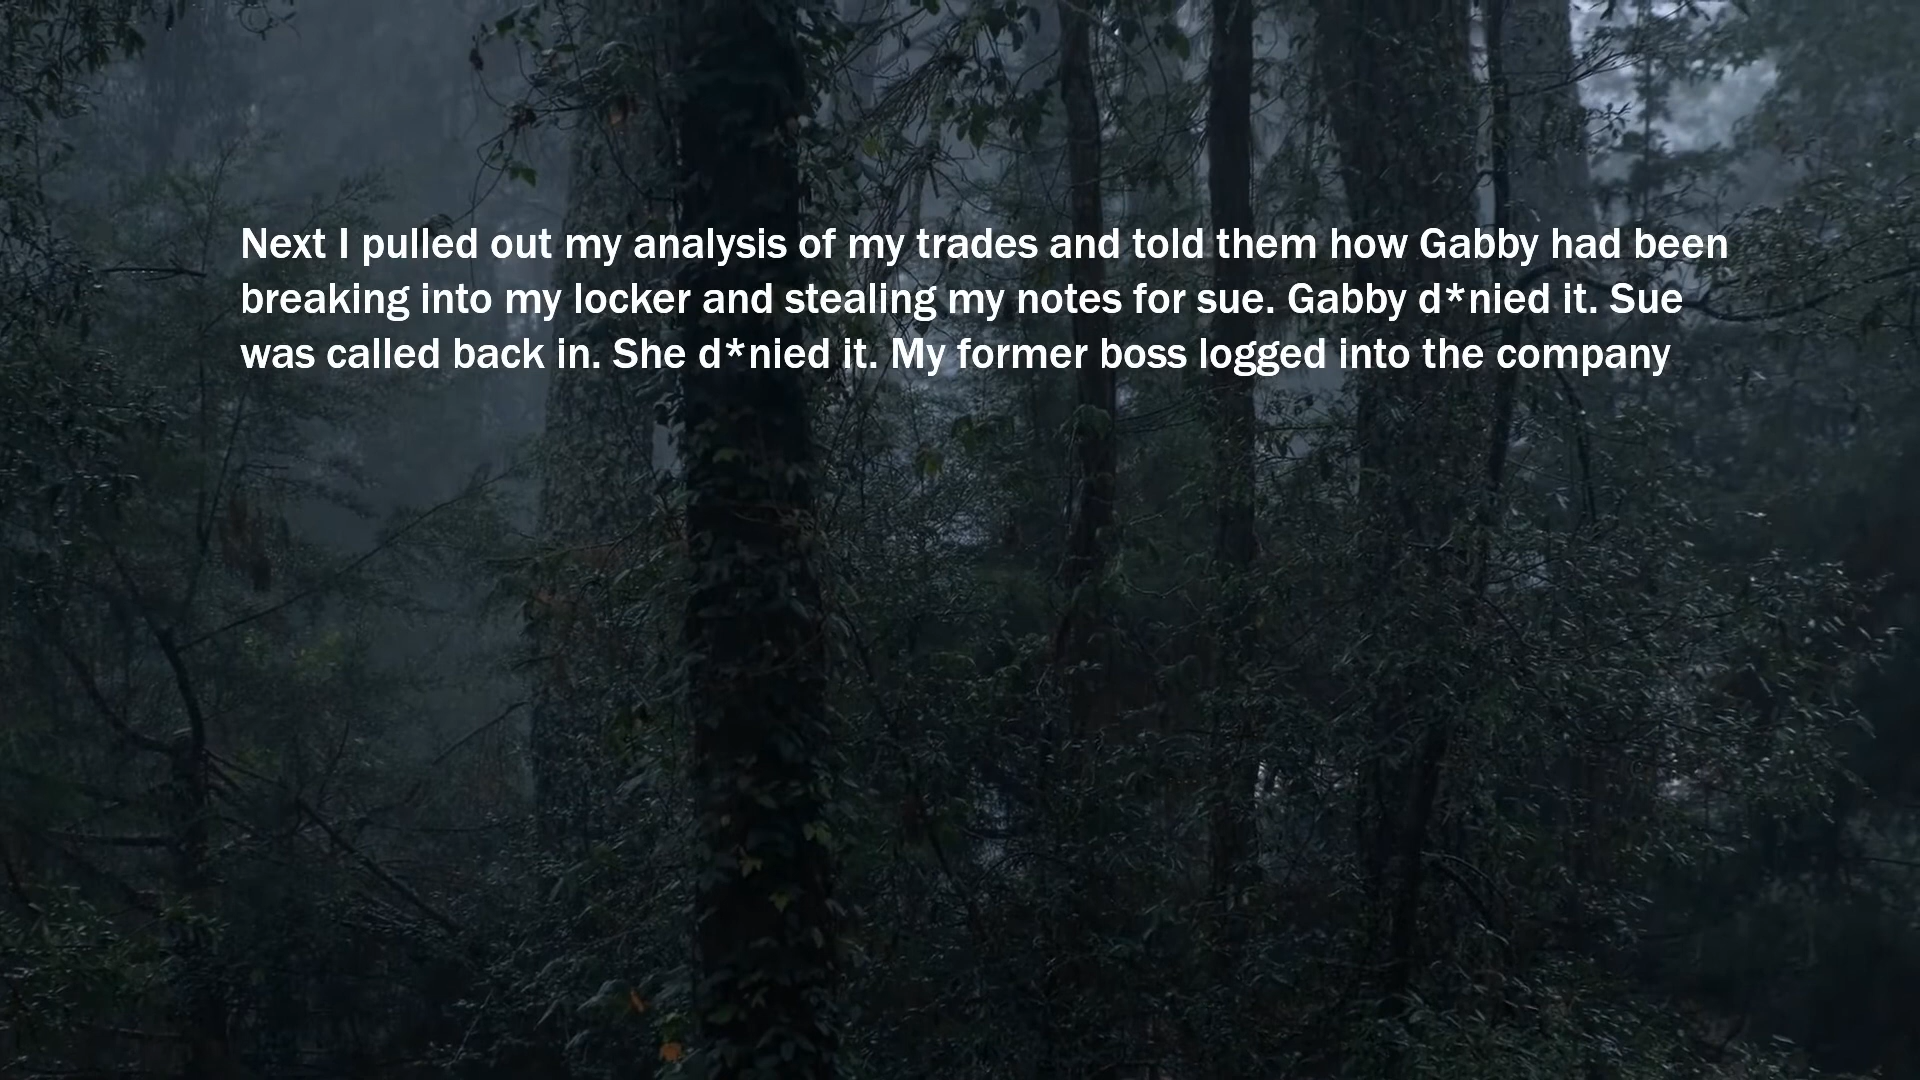 Next I pulled out my analysis of my trades and told them how Gabby had been
breaking into my locker and stealing my notes for sue. Gabby d*nied it. Sue
was called back in. She d*nied it. My former boss logged into the company